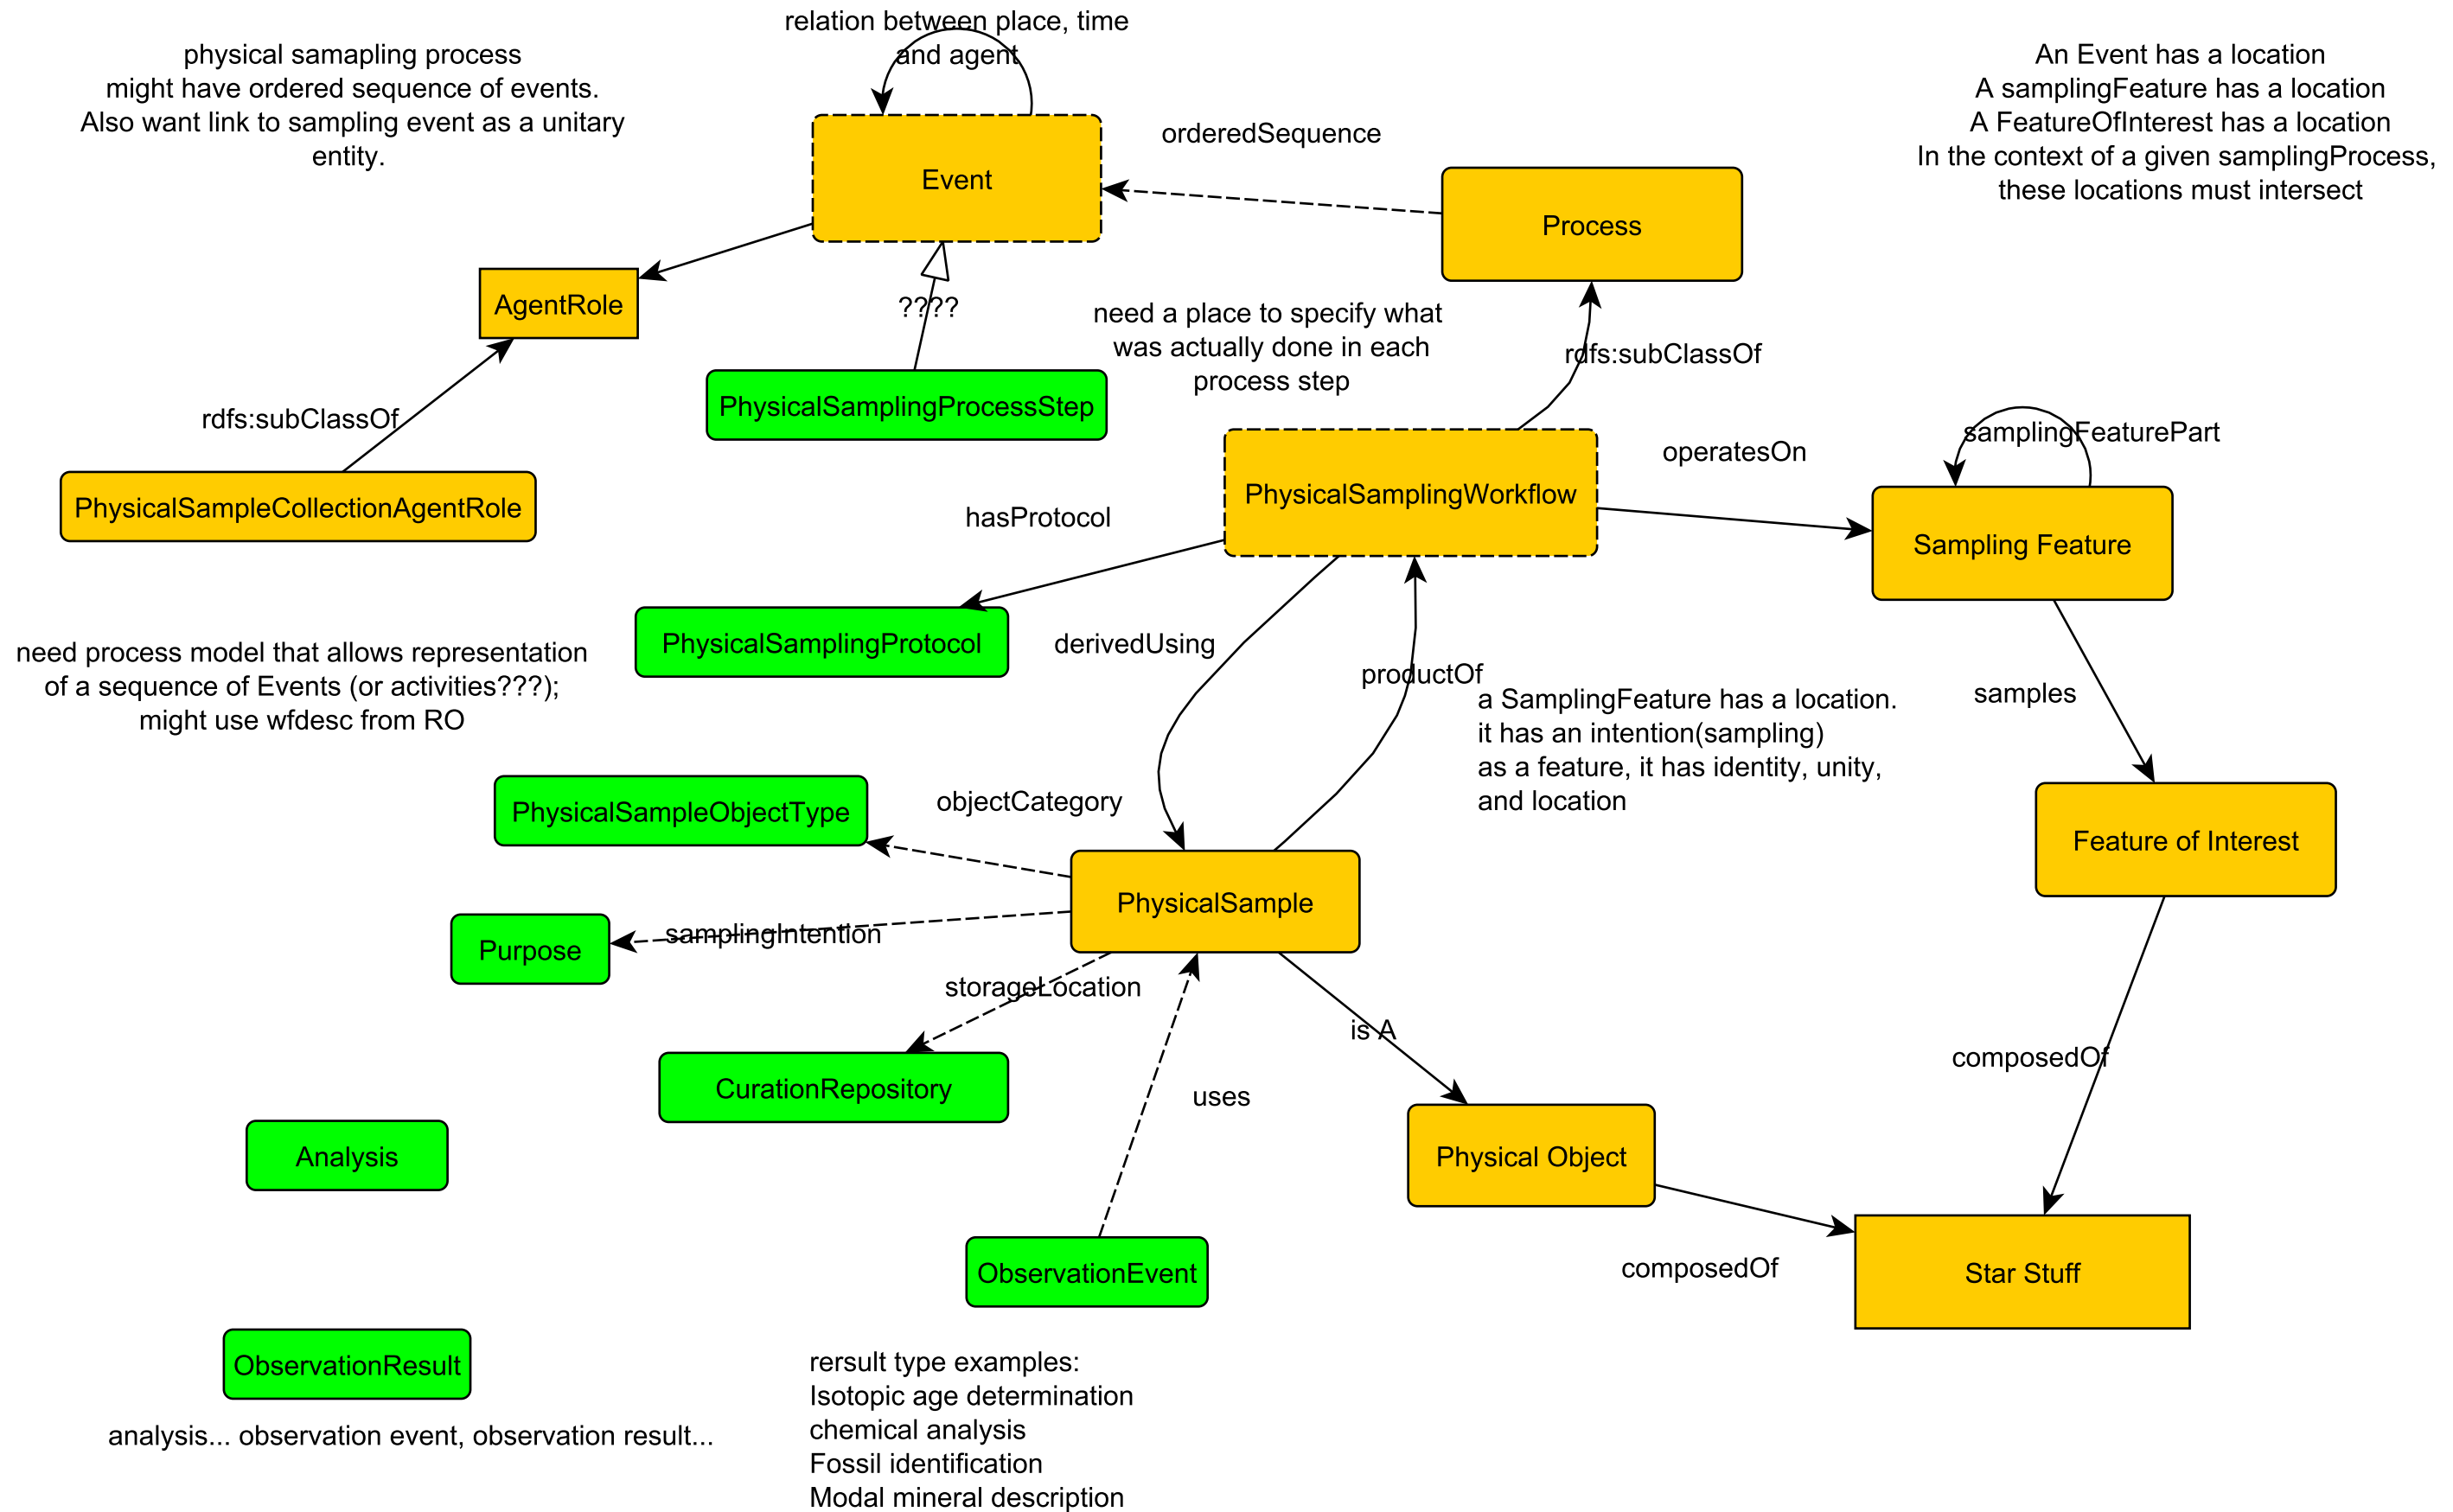 relation between place, time
and agent
physical samapling process
might have ordered sequence of events.
Also want link to sampling event as a unitary
entity.
An Event has a location
A samplingFeature has a location
A FeatureOfInterest has a location
In the context of a given samplingProcess,
these locations must intersect
orderedSequence
Event
Process
AgentRole
????
need a place to specify what
was actually done in each
process step
rdfs:subClassOf
PhysicalSamplingProcessStep
rdfs:subClassOf
samplingFeaturePart
operatesOn
PhysicalSamplingWorkflow
PhysicalSampleCollectionAgentRole
hasProtocol
Sampling Feature
PhysicalSamplingProtocol
derivedUsing
need process model that allows representation
of a sequence of Events (or activities???);
might use wfdesc from RO
productOf
samples
a SamplingFeature has a location.
it has an intention(sampling)
as a feature, it has identity, unity,
and location
PhysicalSampleObjectType
objectCategory
Feature of Interest
PhysicalSample
samplingIntention
Purpose
storageLocation
is A
composedOf
CurationRepository
uses
Analysis
Physical Object
ObservationEvent
composedOf
Star Stuff
ObservationResult
rersult type examples:
Isotopic age determination
chemical analysis
Fossil identification
Modal mineral description
analysis... observation event, observation result...